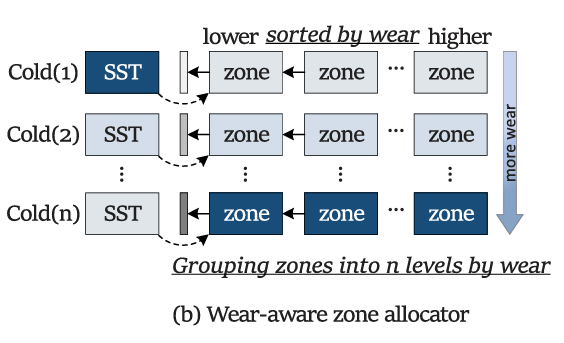 lower sorted by wear higher
Cold(1) SST zone zone ... zone
Cold(2) SST zone zone ... zone
Cold(n) SST zone zone ... zone
more wear
Grouping zones into n levels by wear
(b) Wear-aware zone allocator